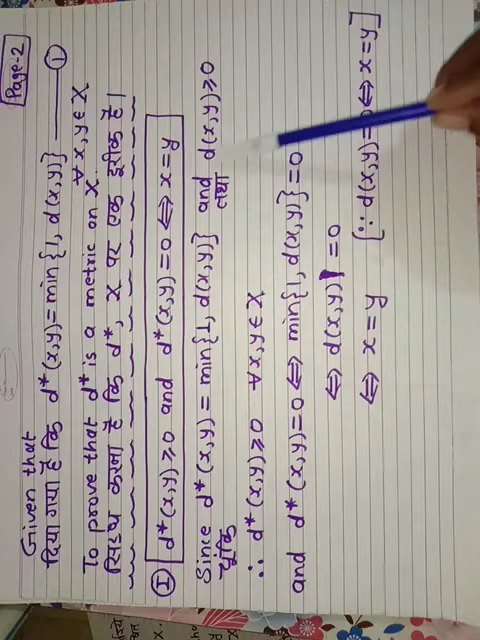 Page-2
Given that
दिया गया है कि d*(x,y) = min{1, d(x,y)} —— ①
∀ x,y ∈ X
To prove that d* is a metric on X.
सिद्ध करना है कि d*, X पर एक दूरीक है।
Ⓘ d*(x,y) ≥ 0 and d*(x,y) = 0 ⇔ x = y
Since d*(x,y) = min{1, d(x,y)} and d(x,y) ≥ 0
चूंकि तथा
∴ d*(x,y) ≥ 0 ∀ x,y ∈ X
and d*(x,y) = 0 ⇔ min{1, d(x,y)} = 0
⇔ d(x,y) = 0
⇔ x = y [∵ d(x,y) = 0 ⇔ x = y]